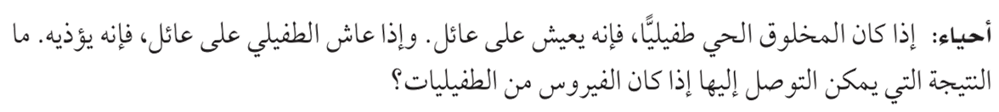 أحياء: إذا كان المخلوق الحي طفيليًّا، فإنه يعيش على عائل. وإذا عاش الطفيلي على عائل، فإنه يؤذيه. ما
النتيجة التي يمكن التوصل إليها إذا كان الفيروس من الطفيليات؟